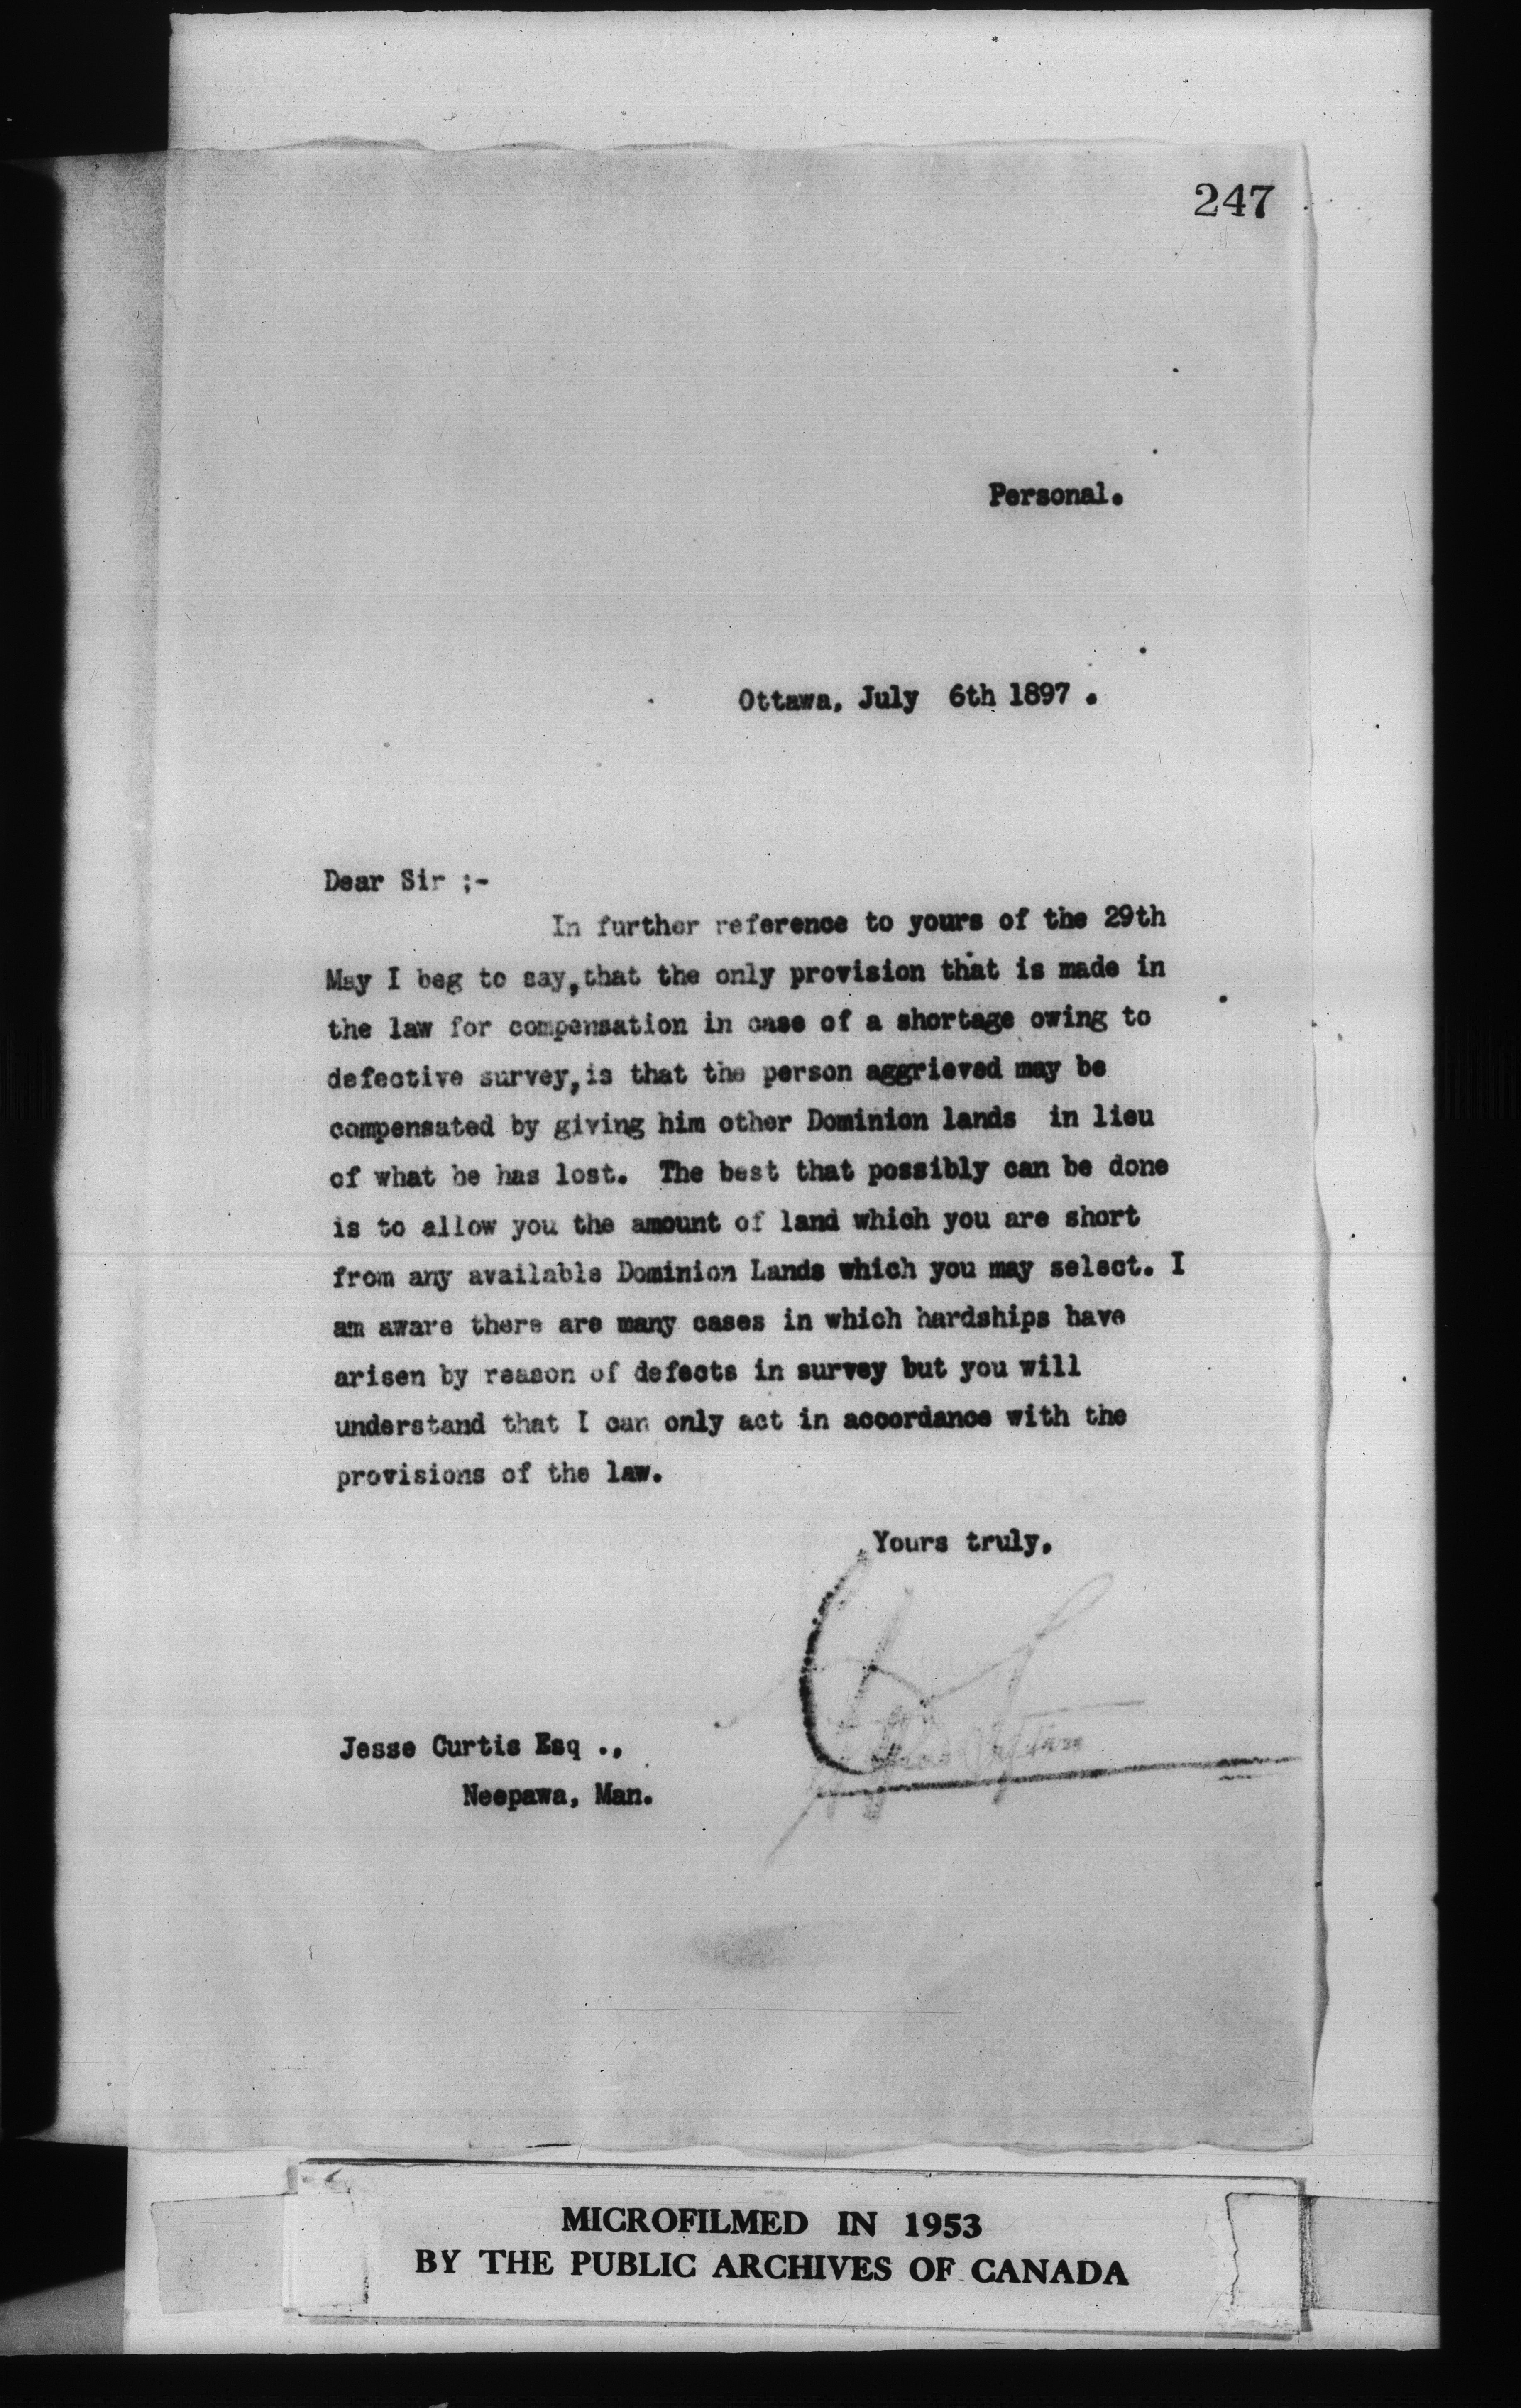 247
Personal.
Ottawa, July 6th 1897 .
Dear Sir ;-
In further reference to yours of the 29th
May I beg to say,that the only provision that is made in
the law for compensation in case of a shortage owing to
defective survey,is that the person aggrieved may be
compensated by giving him other Dominion lands in lieu
of what he has lost. The best that possibly can be done
is to allow you the amount of land which you are short
from any available Dominion Lands which you may select. I
am aware there are many cases in which hardships have
arisen by reason of defects in survey but you will
understand that I can only act in accordance with the
provisions of the law.
Yours truly,
Jesse Curtis Esq .,
Neepawa, Man.
MICROFILMED IN 1953
BY THE PUBLIC ARCHIVES OF CANADA